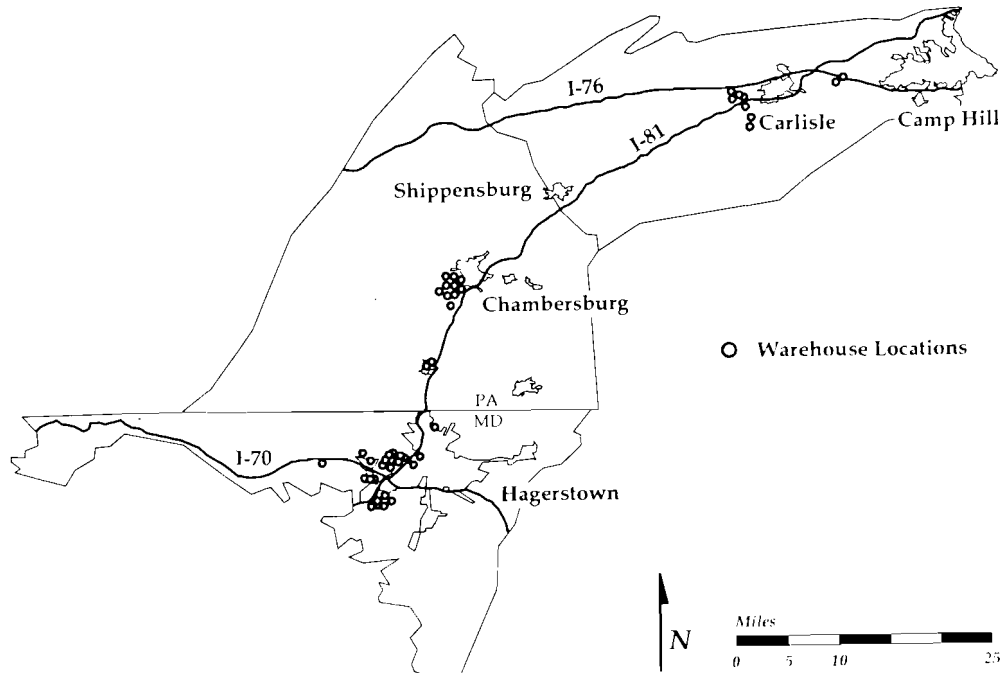 I-76
I-81
Carlisle
Camp Hill
Shippensburg
Chambersburg
Warehouse Locations
PA
MD
I-70
Hagerstown
N
Miles
0 5 10 25